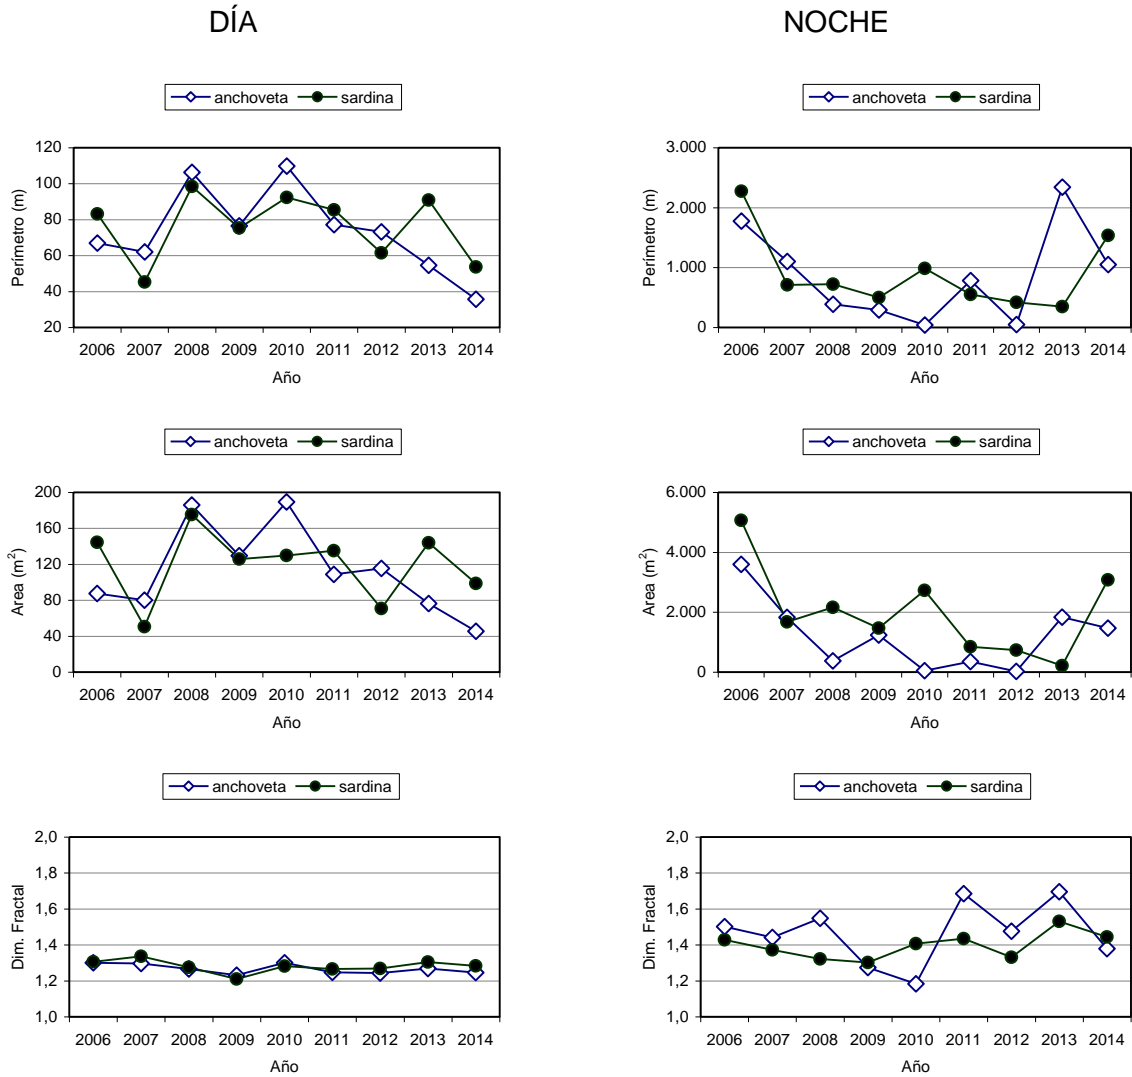 DÍA
NOCHE
anchoveta sardina
anchoveta sardina
Perímetro (m)
120
100
80
60
40
20
2006 2007 2008 2009 2010 2011 2012 2013 2014
Año
Perímetro (m)
3.000
2.000
1.000
0
2006 2007 2008 2009 2010 2011 2012 2013 2014
Año
anchoveta sardina
anchoveta sardina
Area (m²)
200
160
120
80
40
0
2006 2007 2008 2009 2010 2011 2012 2013 2014
Año
Área (m²)
6.000
4.000
2.000
0
2006 2007 2008 2009 2010 2011 2012 2013 2014
Año
anchoveta sardina
anchoveta sardina
Dim. Fractal
2,0
1,8
1,6
1,4
1,2
1,0
2006 2007 2008 2009 2010 2011 2012 2013 2014
Año
Dim. Fractal
2,0
1,8
1,6
1,4
1,2
1,0
2006 2007 2008 2009 2010 2011 2012 2013 2014
Año